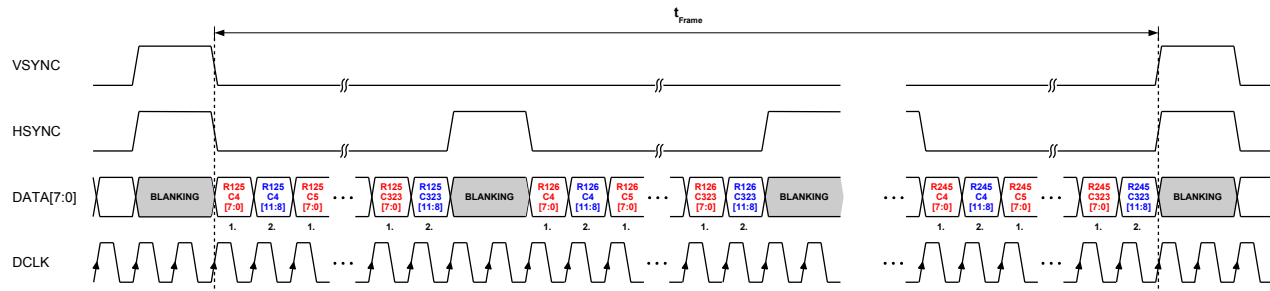 tFrame
VSYNC
HSYNC
DATA[7:0]
BLANKING
R125 C4 [7:0]
R125 C4 [11:8]
R125 C5 [7:0]
R125 C323 [7:0]
R125 C323 [11:8]
BLANKING
R126 C4 [7:0]
R126 C4 [11:8]
R126 C5 [7:0]
R126 C323 [7:0]
R126 C323 [11:8]
BLANKING
R245 C4 [7:0]
R245 C4 [11:8]
R245 C5 [7:0]
R245 C323 [7:0]
R245 C323 [11:8]
BLANKING
1. 2. 1. 1. 2. 1. 2. 1. 1. 2. 1. 2. 1. 1. 2.
DCLK